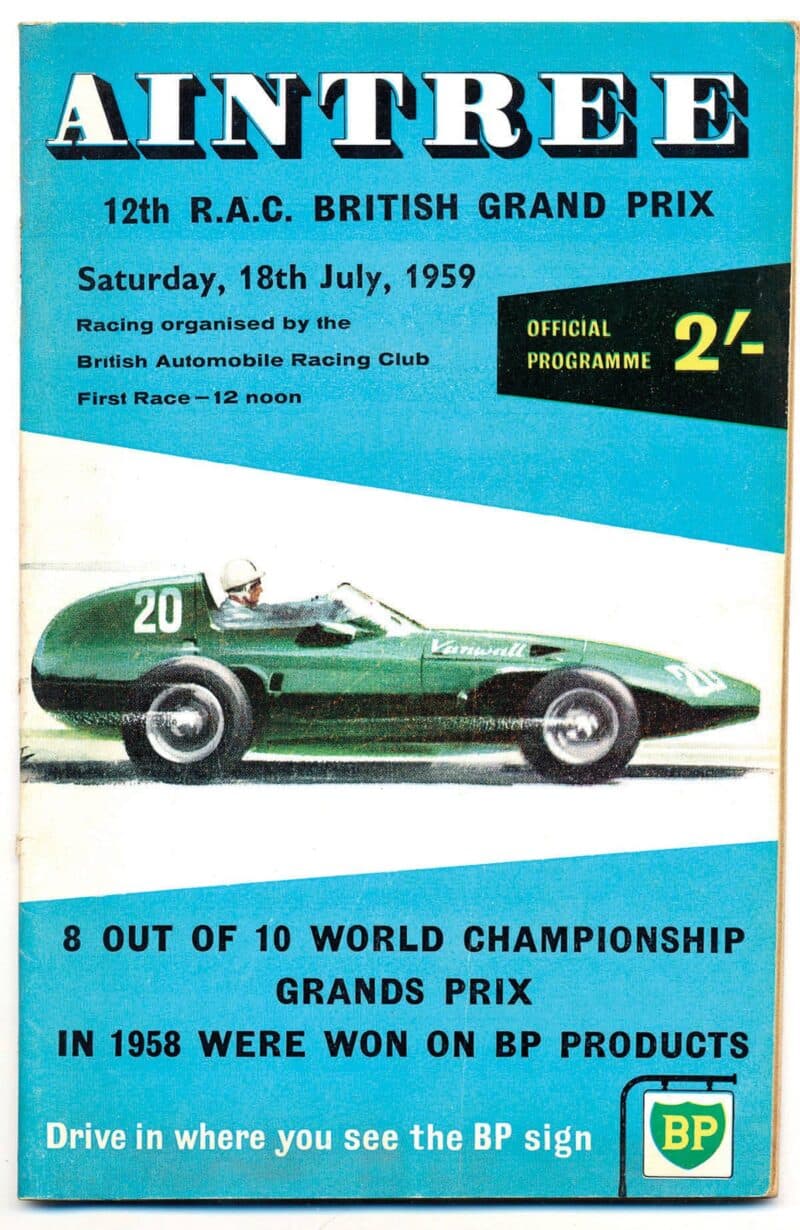 AINTREE
12th R.A.C. BRITISH GRAND PRIX
Saturday, 18th July, 1959
Racing organised by the
British Automobile Racing Club
First Race – 12 noon
OFFICIAL
PROGRAMME
2/-
20
Vanwall
20
8 OUT OF 10 WORLD CHAMPIONSHIP
GRANDS PRIX
IN 1958 WERE WON ON BP PRODUCTS
Drive in where you see the BP sign
BP